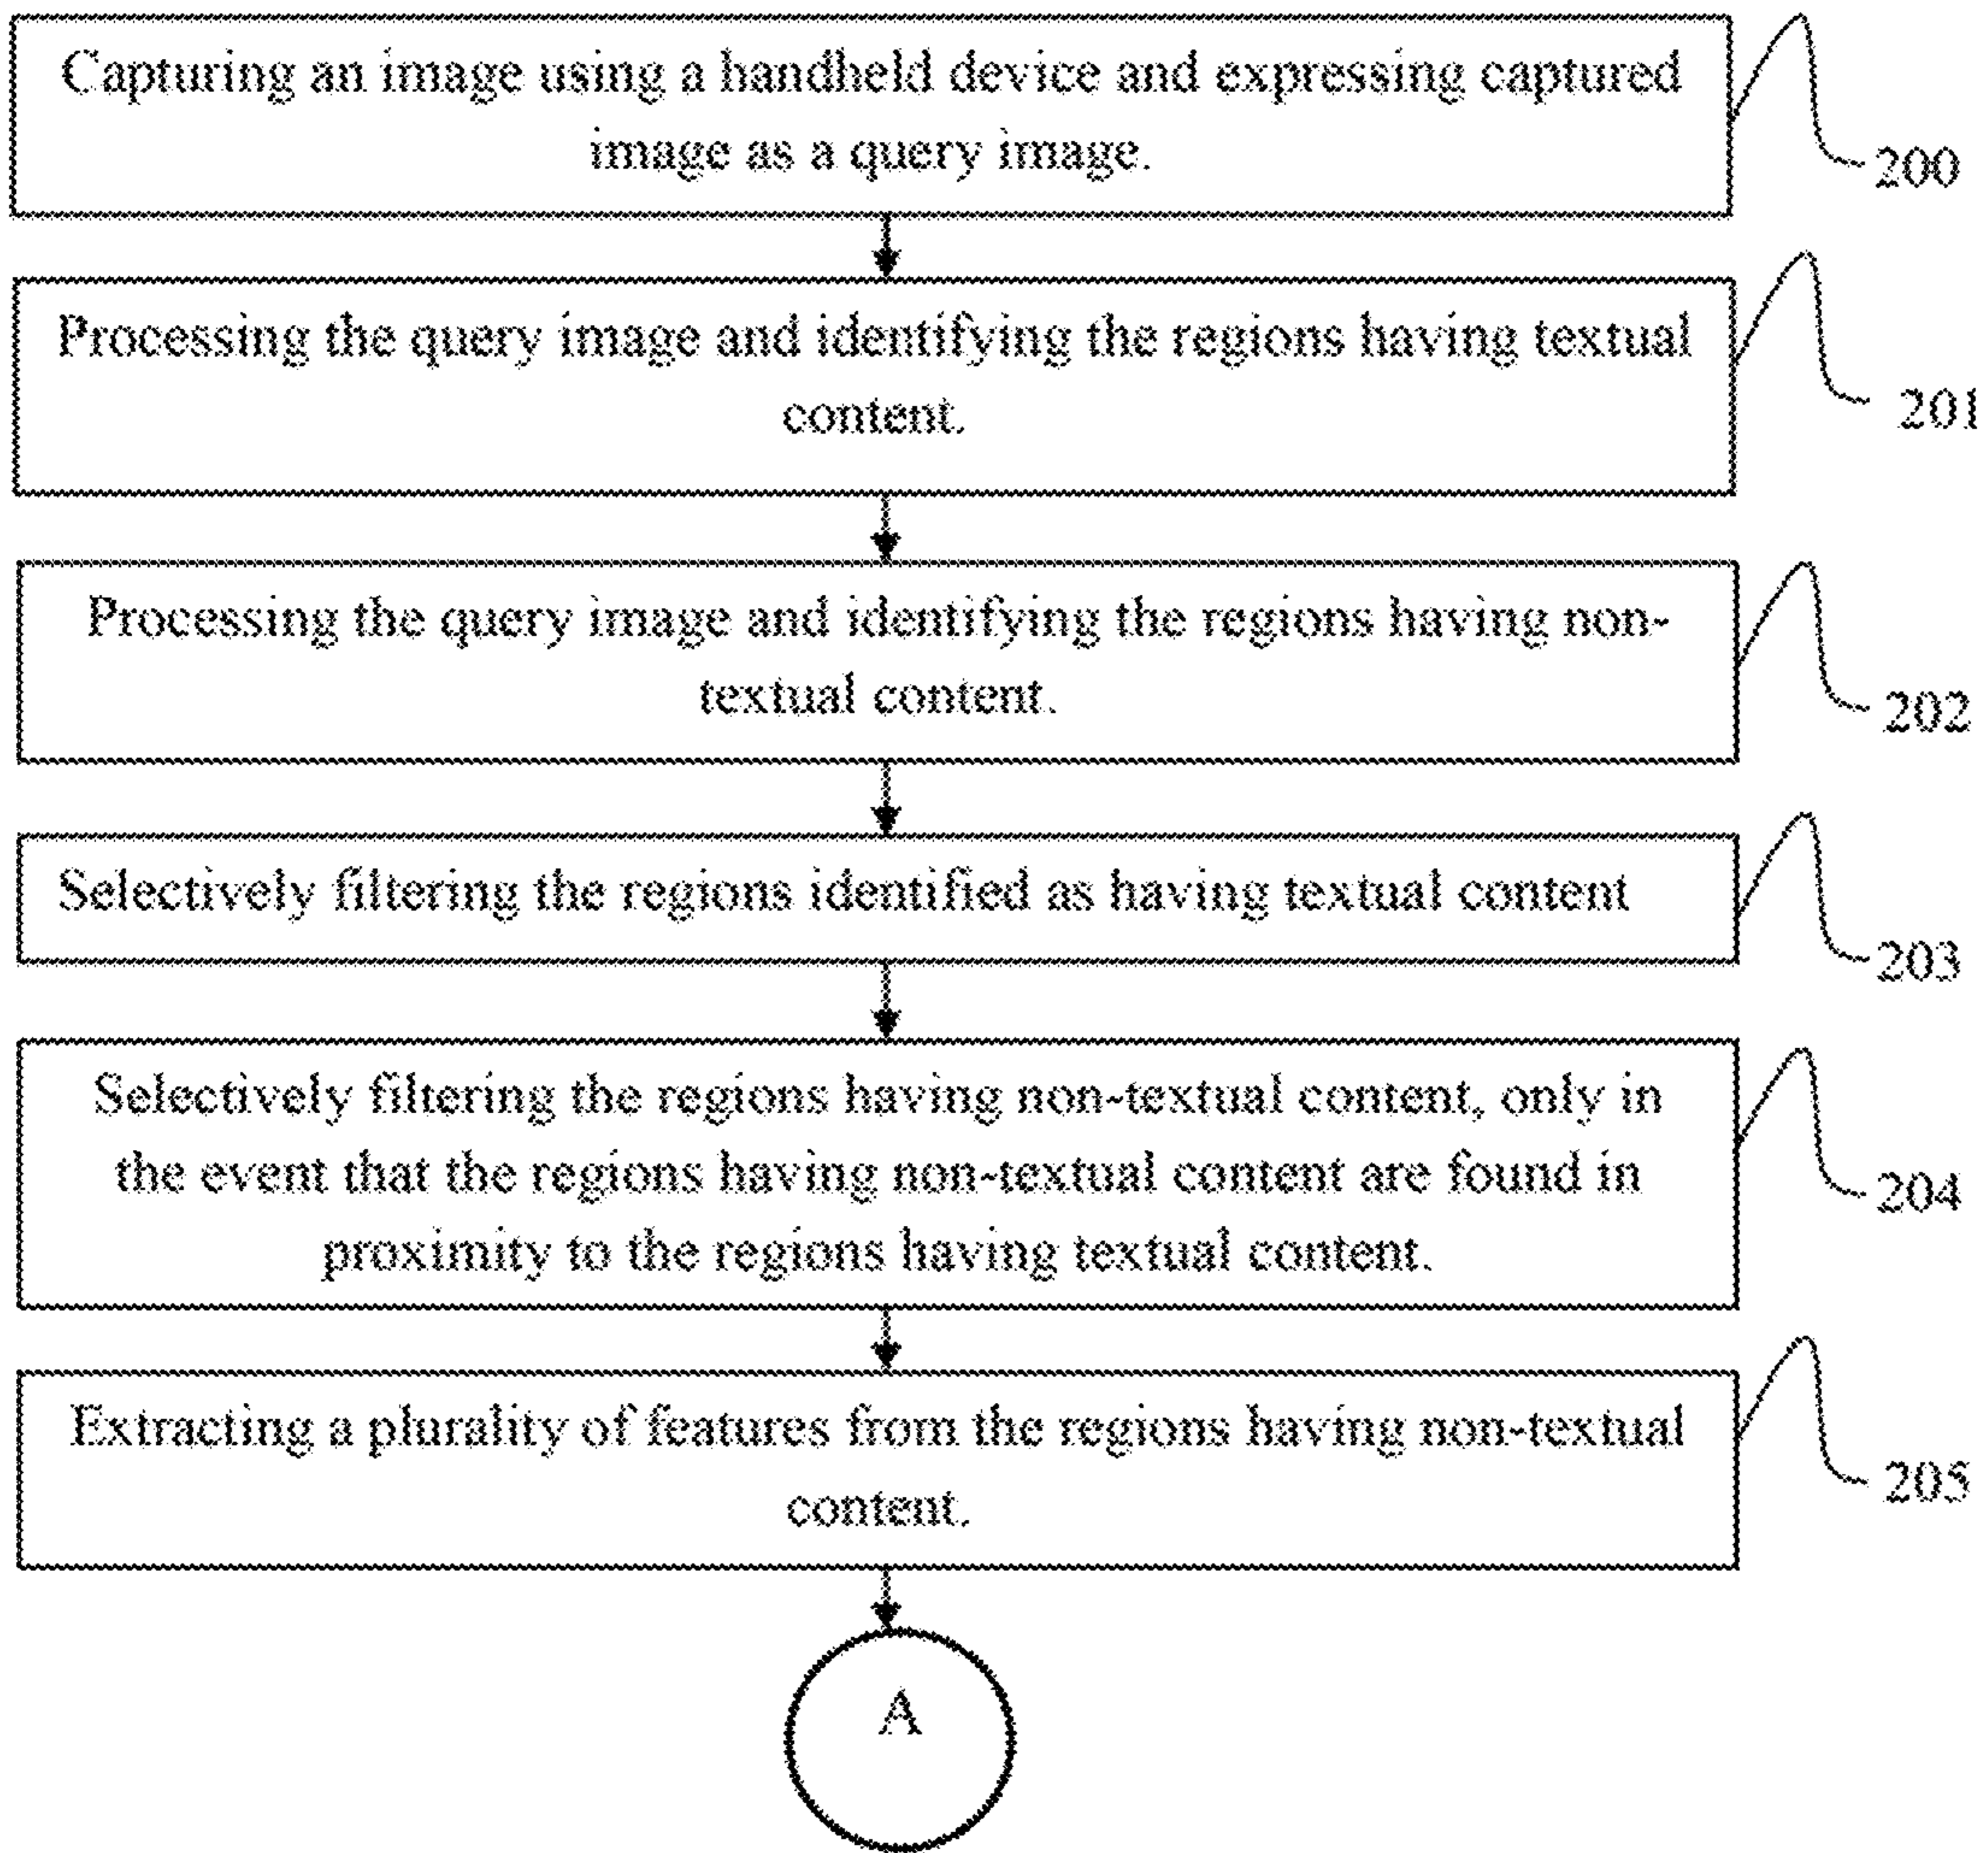 Capturing an image using a handheld device and expressing captured
image as a query image.
200
Processing the query image and identifying the regions having textual
content.
201
Processing the query image and identifying the regions having non-
textual content.
202
Selectively filtering the regions identified as having textual content
203
Selectively filtering the regions having non-textual content, only in
the event that the regions having non-textual content are found in
proximity to the regions having textual content.
204
Extracting a plurality of features from the regions having non-textual
content.
205
A